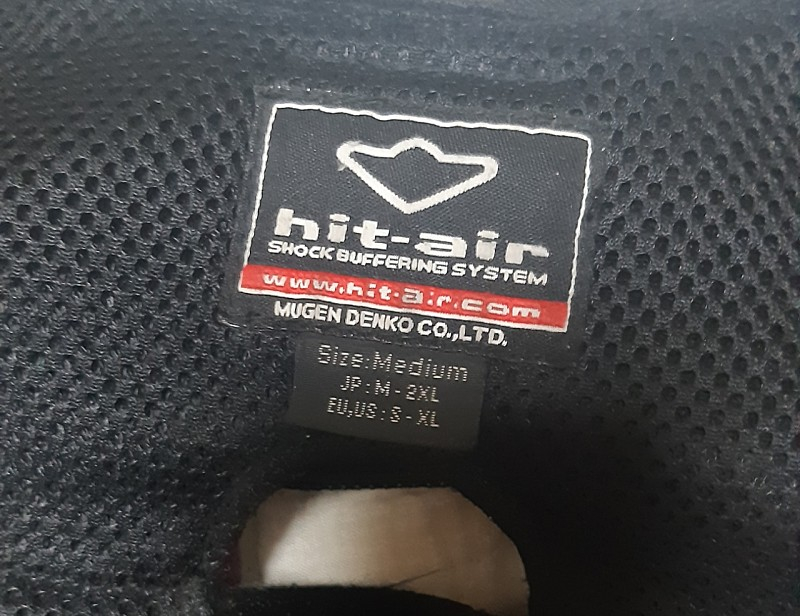 hit-air
SHOCK BUFFERING SYSTEM
www.hit-air.com
MUGEN DENKO CO.,LTD.
Size:Medium
JP:M-2XL
EU,US:S-XL